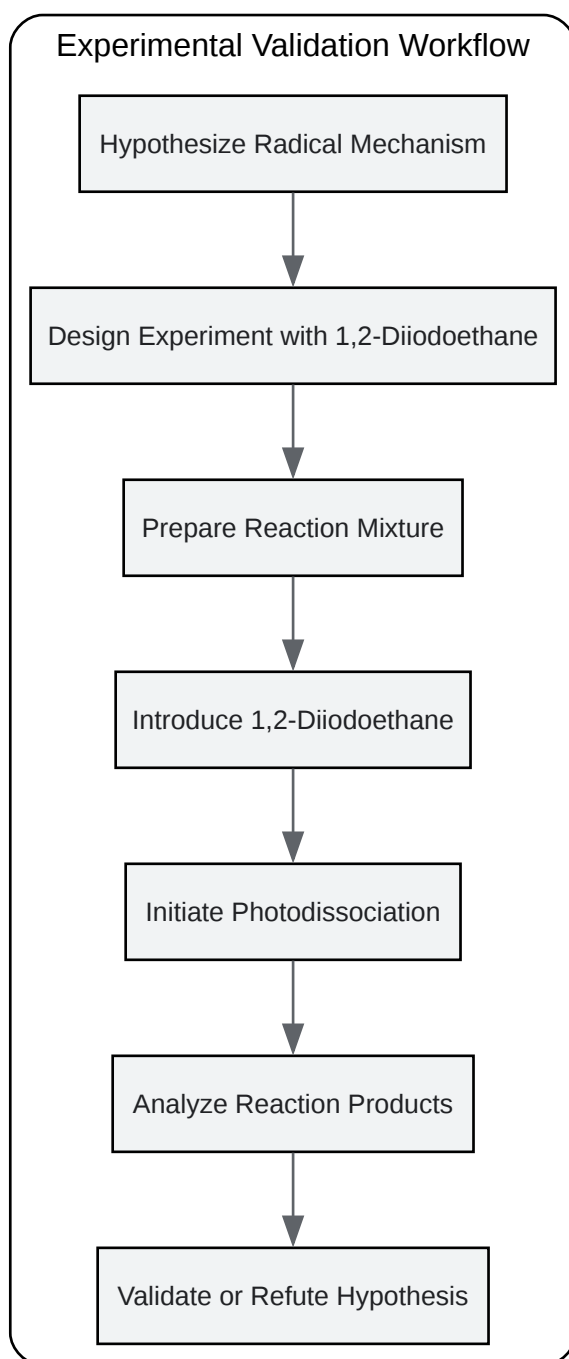 Experimental Validation Workflow
Hypothesize Radical Mechanism
Design Experiment with 1,2-Diiodoethane
Prepare Reaction Mixture
Introduce 1,2-Diiodoethane
Initiate Photodissociation
Analyze Reaction Products
Validate or Refute Hypothesis